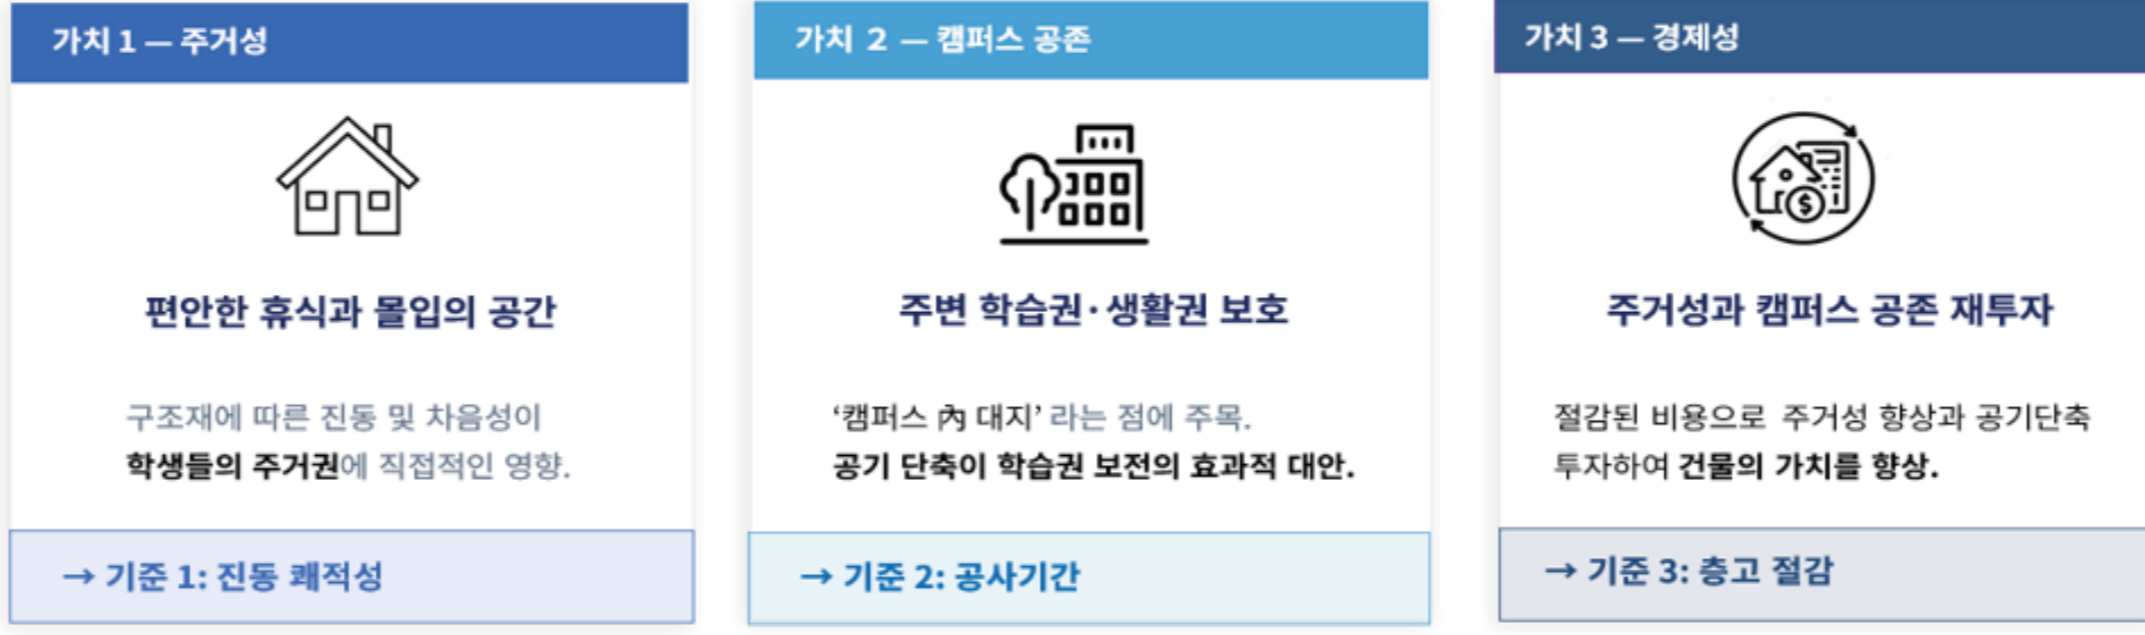 가치 1 — 주거성
편안한 휴식과 몰입의 공간
구조재에 따른 진동 및 차음성이
학생들의 주거권에 직접적인 영향.
→ 기준 1: 진동 쾌적성
가치 2 — 캠퍼스 공존
주변 학습권·생활권 보호
‘캠퍼스 內 대지’ 라는 점에 주목.
공기 단축이 학습권 보전의 효과적 대안.
→ 기준 2: 공사기간
가치 3 — 경제성
$
주거성과 캠퍼스 공존 재투자
절감된 비용으로 주거성 향상과 공기단축
투자하여 건물의 가치를 향상.
→ 기준 3: 층고 절감